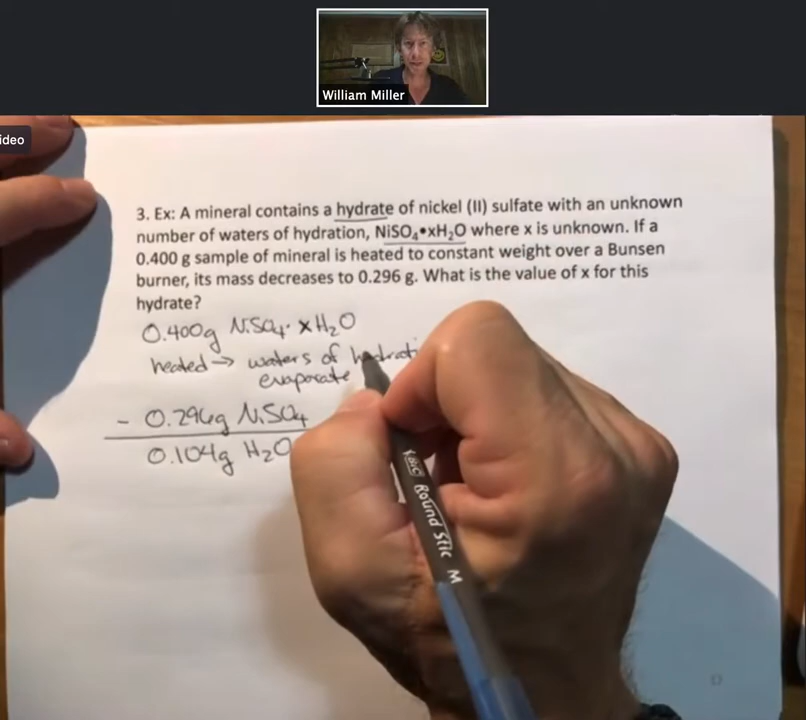 William Miller
ideo
3. Ex: A mineral contains a hydrate of nickel (II) sulfate with an unknown
number of waters of hydration, NiSO₄•xH₂O where x is unknown. If a
0.400 g sample of mineral is heated to constant weight over a Bunsen
burner, its mass decreases to 0.296 g. What is the value of x for this
hydrate?
0.400g NiSO₄· xH₂O
heated → waters of hydrati
evaporate
- 0.296g NiSO₄
0.104g H₂O
BIC Round Stic M